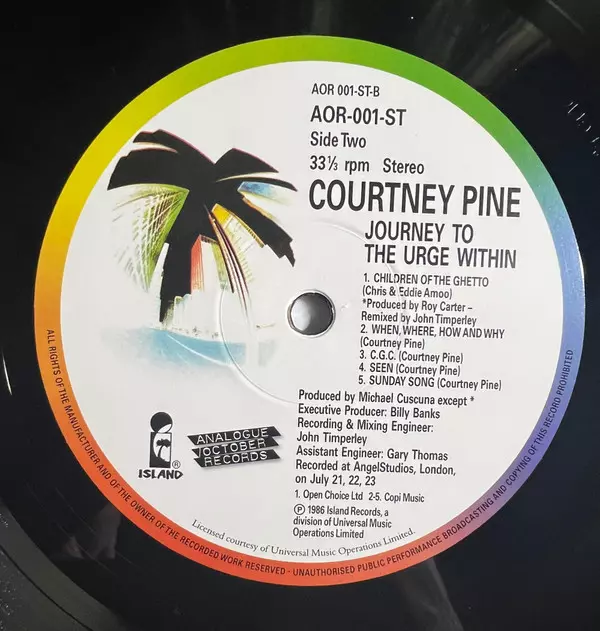 AOR 001-ST-B
AOR-001-ST
Side Two
33⅓ rpm Stereo
COURTNEY PINE
JOURNEY TO
THE URGE WITHIN
1. CHILDREN OF THE GHETTO
(Chris & Eddie Amoo)
*Produced by Roy Carter –
Remixed by John Timperley
2. WHEN, WHERE, HOW AND WHY
(Courtney Pine)
3. C.G.C. (Courtney Pine)
4. SEEN (Courtney Pine)
5. SUNDAY SONG (Courtney Pine)
Produced by Michael Cuscuna except *
Executive Producer: Billy Banks
Recording & Mixing Engineer:
John Timperley
Assistant Engineer: Gary Thomas
Recorded at AngelStudios, London,
on July 21, 22, 23
1. Open Choice Ltd 2-5. Copi Music
℗ 1986 Island Records, a
division of Universal Music
Operations Limited
ISLAND®
ANALOGUE
OCTOBER
RECORDS
Licensed courtesy of Universal Music Operations Limited.
ALL RIGHTS OF THE MANUFACTURER AND OF THE OWNER OF THE RECORDED WORK RESERVED - UNAUTHORISED PUBLIC PERFORMANCE BROADCASTING AND COPYING OF THIS RECORD PROHIBITED